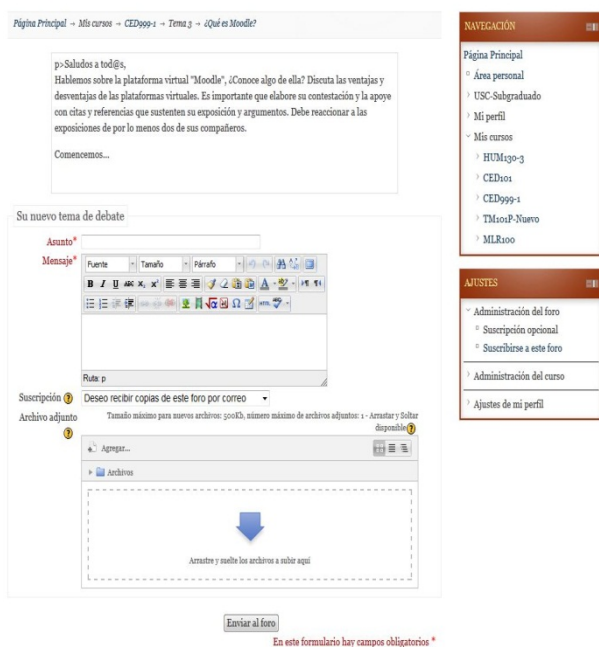 Página Principal → Mis cursos → CED999-1 → Tema 3 → ¿Qué es Moodle?
p>Saludos a tod@s,
Hablemos sobre la plataforma virtual "Moodle", ¿Conoce algo de ella? Discuta las ventajas y
desventajas de las plataformas virtuales. Es importante que elabore su contestación y la apoye
con citas y referencias que sustenten su exposición y argumentos. Debe reaccionar a las
exposiciones de por lo menos dos de sus compañeros.
Comencemos...
Su nuevo tema de debate
Asunto*
Mensaje*
Fuente Tamaño Párrafo
B I U ABC x₂ x²
HTML
Ruta: p
Suscripción Deseo recibir copias de este foro por correo
Archivo adjunto
Tamaño máximo para nuevos archivos: 500Kb, número máximo de archivos adjuntos: 1 - Arrastar y Soltar
disponible
Agregar...
Archivos
Arrastre y suelte los archivos a subir aquí
Enviar al foro
En este formulario hay campos obligatorios *
NAVEGACIÓN
Página Principal
Área personal
USC-Subgraduado
Mi perfil
Mis cursos
HUM130-3
CED101
CED999-1
TM101P-Nuevo
MLR100
AJUSTES
Administración del foro
Suscripción opcional
Suscribirse a este foro
Administración del curso
Ajustes de mi perfil